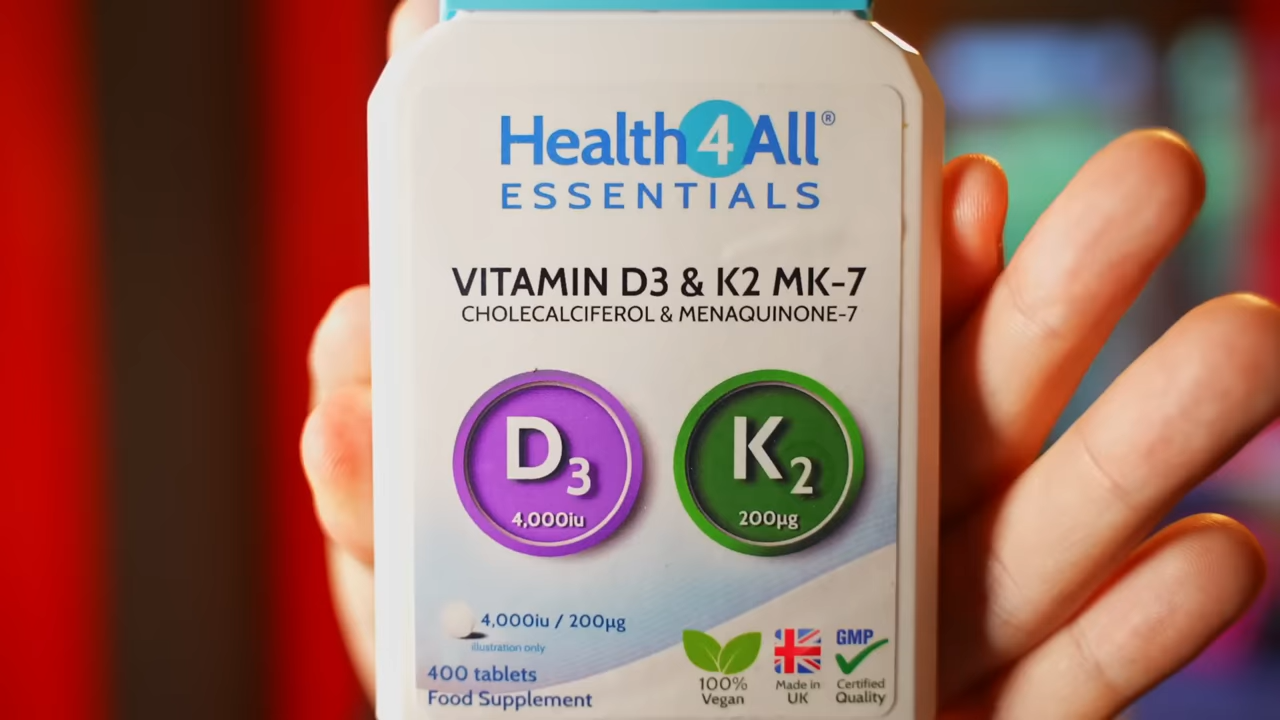 Health4All®
ESSENTIALS
VITAMIN D3 & K2 MK-7
CHOLECALCIFEROL & MENAQUINONE-7
D3
4,000iu
K2
200µg
4,000iu / 200µg
illustration only
400 tablets
Food Supplement
100%
Vegan
Made in
UK
GMP
Certified
Quality